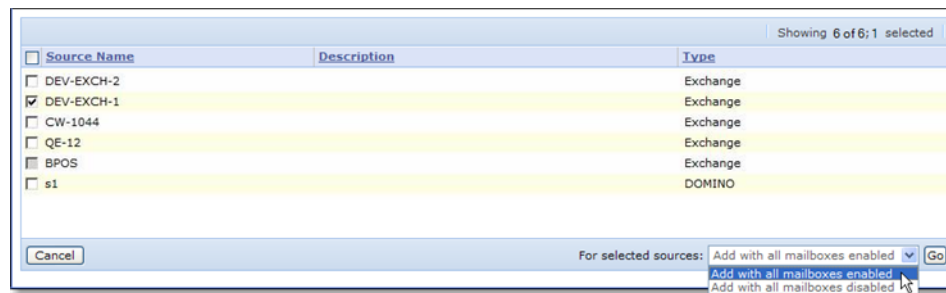 Showing 6 of 6; 1 selected
Source Name Description Type
DEV-EXCH-2 Exchange
DEV-EXCH-1 Exchange
CW-1044 Exchange
QE-12 Exchange
BPOS Exchange
s1 DOMINO
Cancel For selected sources: Add with all mailboxes enabled Go
Add with all mailboxes enabled
Add with all mailboxes disabled